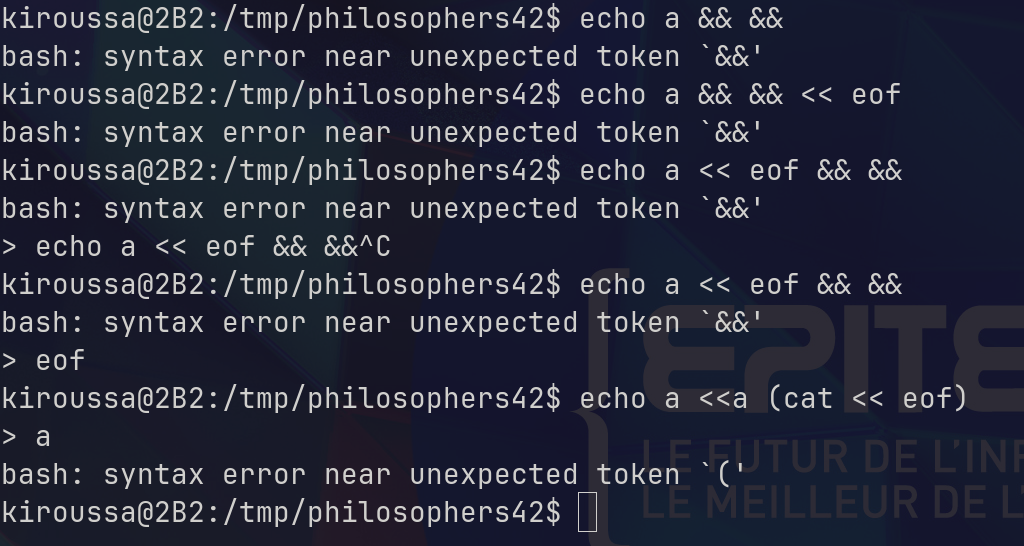 kiroussa@2B2:/tmp/philosophers42$ echo a && &&
bash: syntax error near unexpected token `&&'
kiroussa@2B2:/tmp/philosophers42$ echo a && && << eof
bash: syntax error near unexpected token `&&'
kiroussa@2B2:/tmp/philosophers42$ echo a << eof && &&
bash: syntax error near unexpected token `&&'
> echo a << eof && &&^C
kiroussa@2B2:/tmp/philosophers42$ echo a << eof && &&
bash: syntax error near unexpected token `&&'
> eof
kiroussa@2B2:/tmp/philosophers42$ echo a <<a (cat << eof)
> a
bash: syntax error near unexpected token `('
kiroussa@2B2:/tmp/philosophers42$
{EPITE
LE FUTUR DE L'INF
LE MEILLEUR DE L'